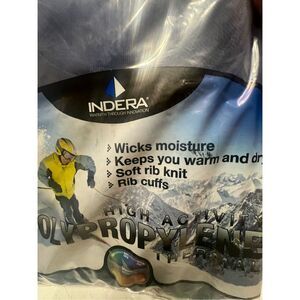 INDERA®
WARMTH THROUGH INNOVATION
Wicks moisture
Keeps you warm and dry
Soft rib knit
Rib cuffs
HIGH ACTIVITY
POLYPROPYLENE